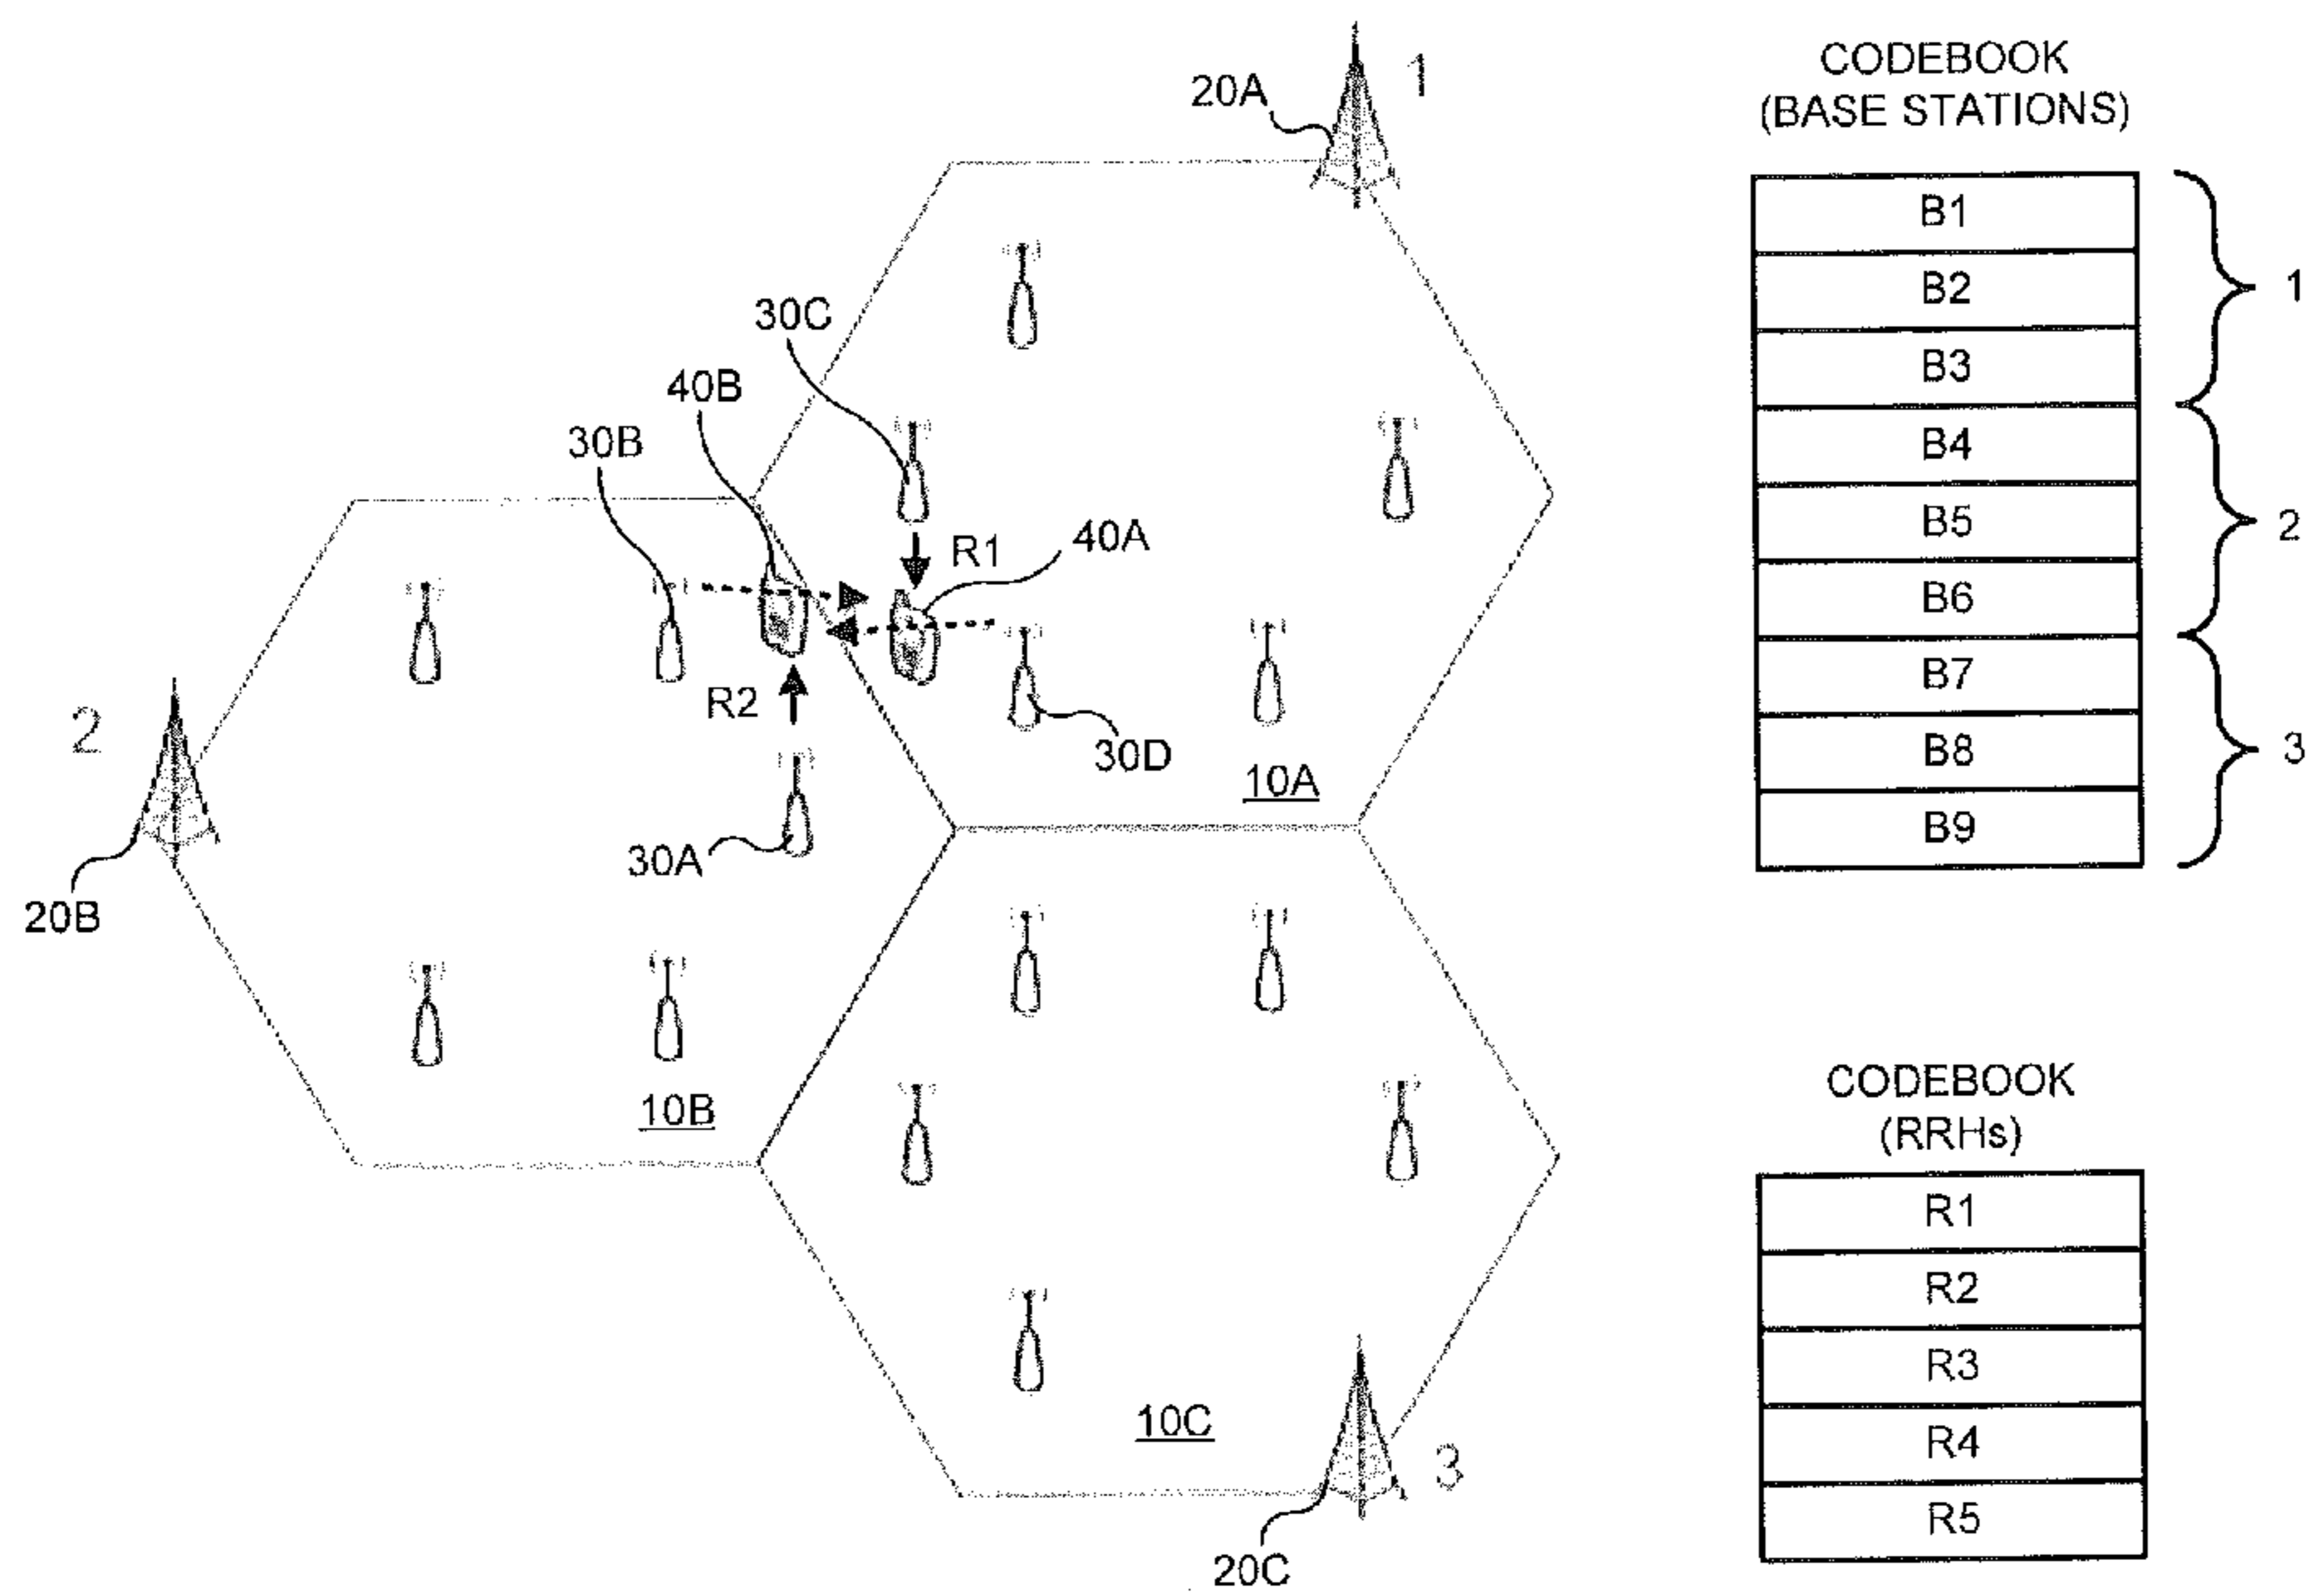 20A
1
30C
40B
30B
R1
40A
R2
30D
10A
2
30A
20B
10B
10C
3
20C
CODEBOOK
(BASE STATIONS)
B1
B2
B3
B4
B5
B6
B7
B8
B9
1
2
3
CODEBOOK
(RRHs)
R1
R2
R3
R4
R5